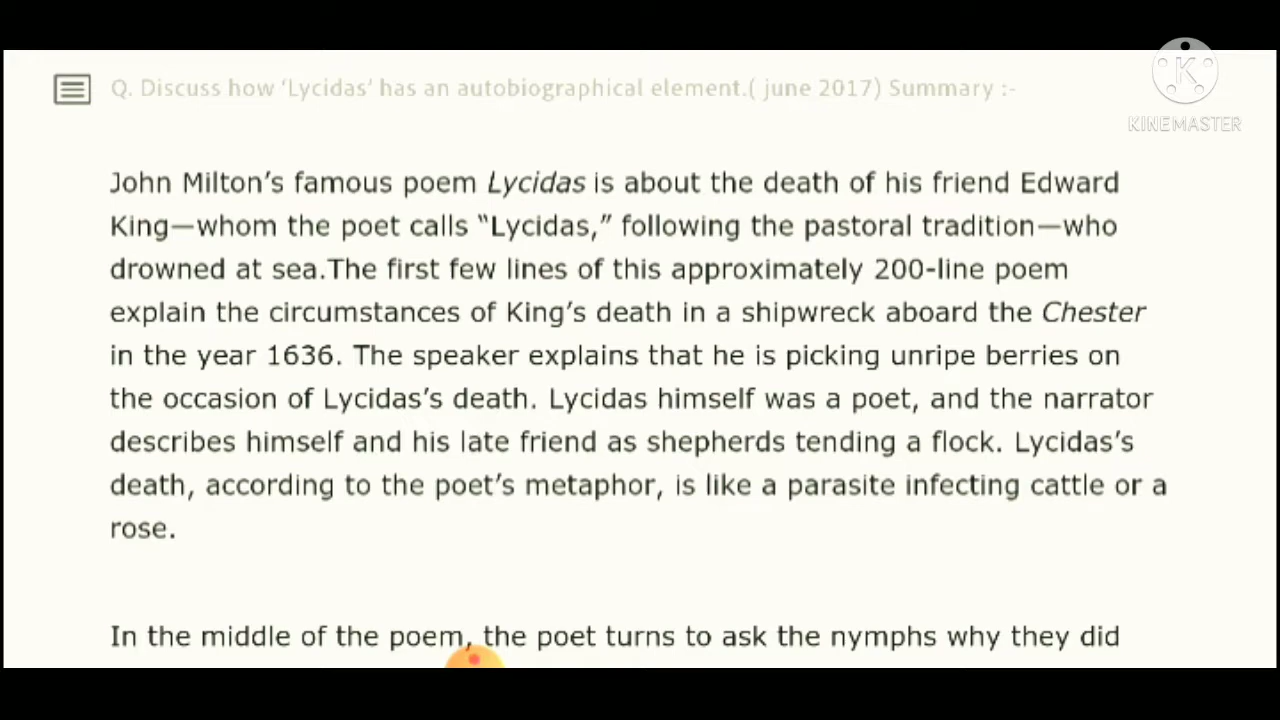 Q. Discuss how ‘Lycidas’ has an autobiographical element.( june 2017) Summary :-
KINEMASTER
John Milton’s famous poem Lycidas is about the death of his friend Edward
King—whom the poet calls “Lycidas,” following the pastoral tradition—who
drowned at sea.The first few lines of this approximately 200-line poem
explain the circumstances of King’s death in a shipwreck aboard the Chester
in the year 1636. The speaker explains that he is picking unripe berries on
the occasion of Lycidas’s death. Lycidas himself was a poet, and the narrator
describes himself and his late friend as shepherds tending a flock. Lycidas’s
death, according to the poet’s metaphor, is like a parasite infecting cattle or a
rose.
In the middle of the poem, the poet turns to ask the nymphs why they did